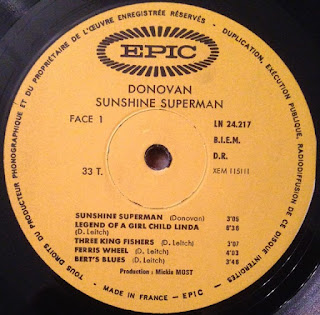 TOUS DROITS DU PRODUCTEUR PHONOGRAPHIQUE ET DU PROPRIÉTAIRE DE L'ŒUVRE ENREGISTRÉE RÉSERVÉS - DUPLICATION, EXÉCUTION PUBLIQUE, RADIODIFFUSION DE CE DISQUE INTERDITES
EPIC
DONOVAN
SUNSHINE SUPERMAN
FACE 1
LN 24.217
B.I.E.M.
D.R.
33 T.
XEM 115111
SUNSHINE SUPERMAN (Donovan) 3'05
LEGEND OF A GIRL CHILD LINDA
(D. Leitch) 6'36
THREE KING FISHERS (D. Leitch) 3'07
FERRIS WHEEL (D. Leitch) 4'03
BERT'S BLUES (D. Leitch) 3'48
Production : Mickie MOST
- MADE IN FRANCE - EPIC -